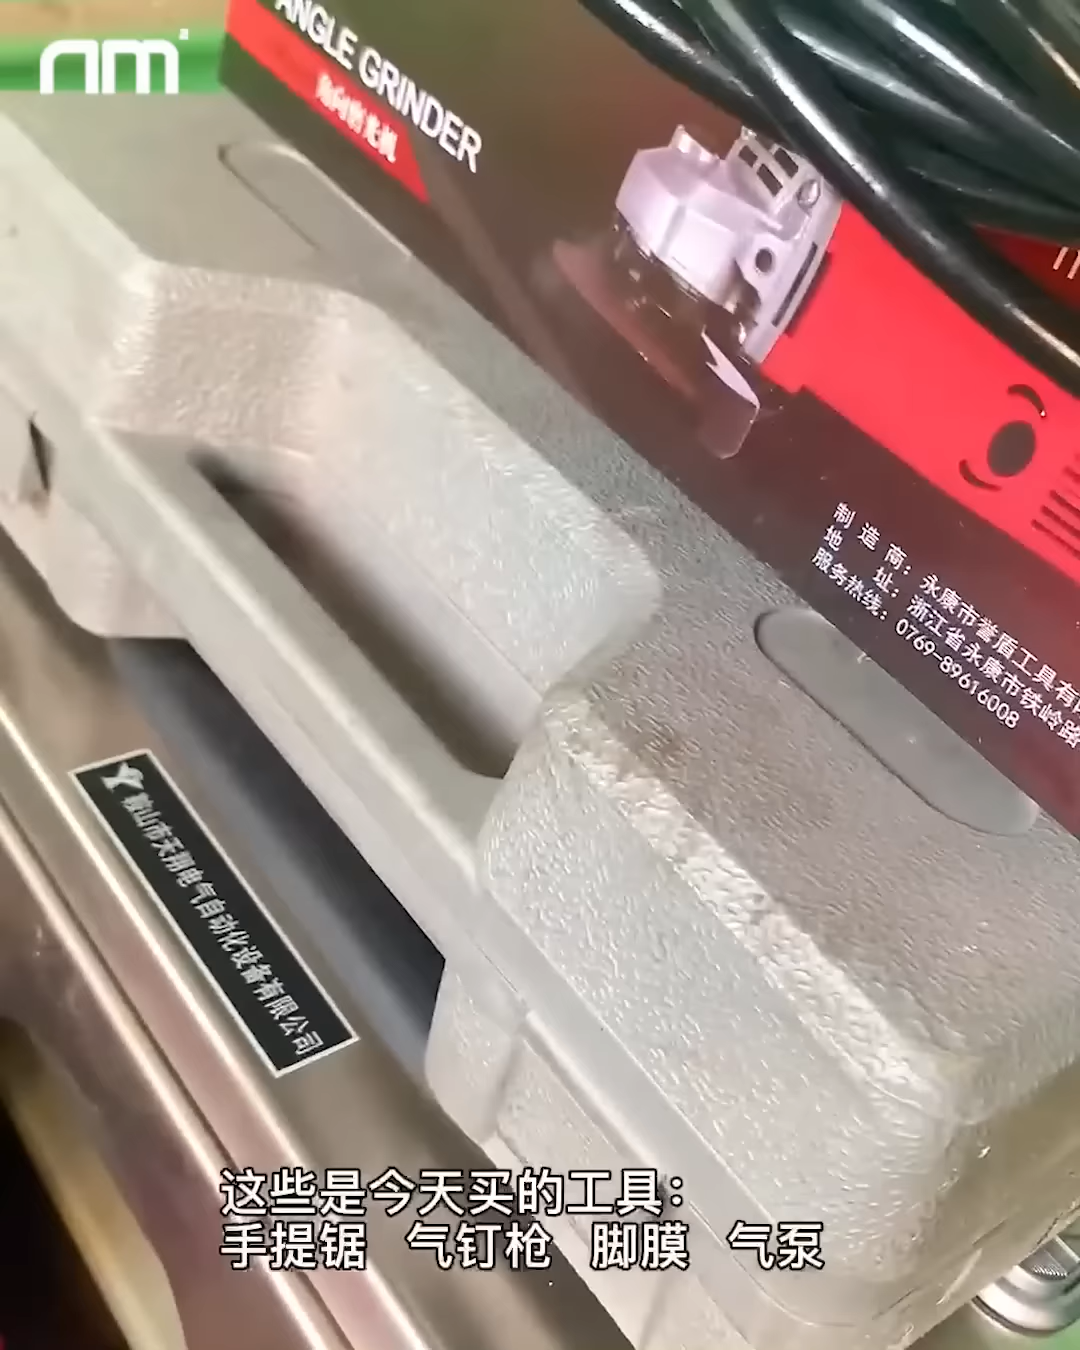 nm
ANGLE GRINDER
角向磨光机
制造商：永康市誉盾工具有
地址：浙江省永康市铁岭路
服务热线：0769-89616008
鞍山市天翔电气自动化设备有限公司
这些是今天买的工具：
手提锯 气钉枪 脚膜 气泵